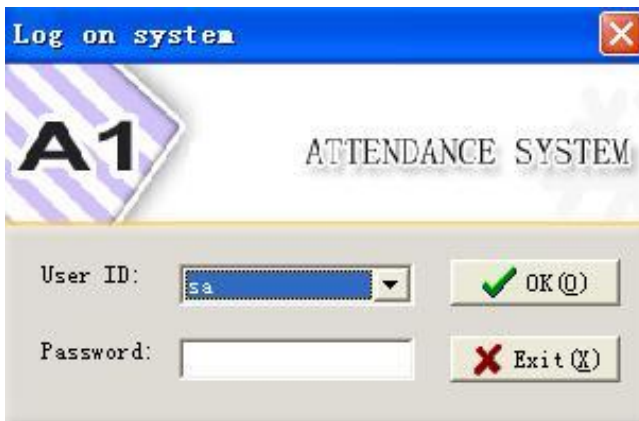 Log on system
A1
ATTENDANCE SYSTEM
User ID:
sa
OK(O)
Password:
Exit(X)